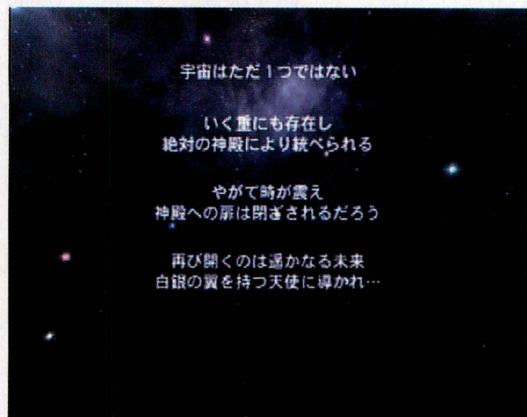 宇宙はただ1つではない
いく重にも存在し
絶対の神殿により統べられる
やがて時が震え
神殿への扉は閉ざされるだろう
再び開くのは遥かなる未来
白銀の翼を持つ天使に導かれ…